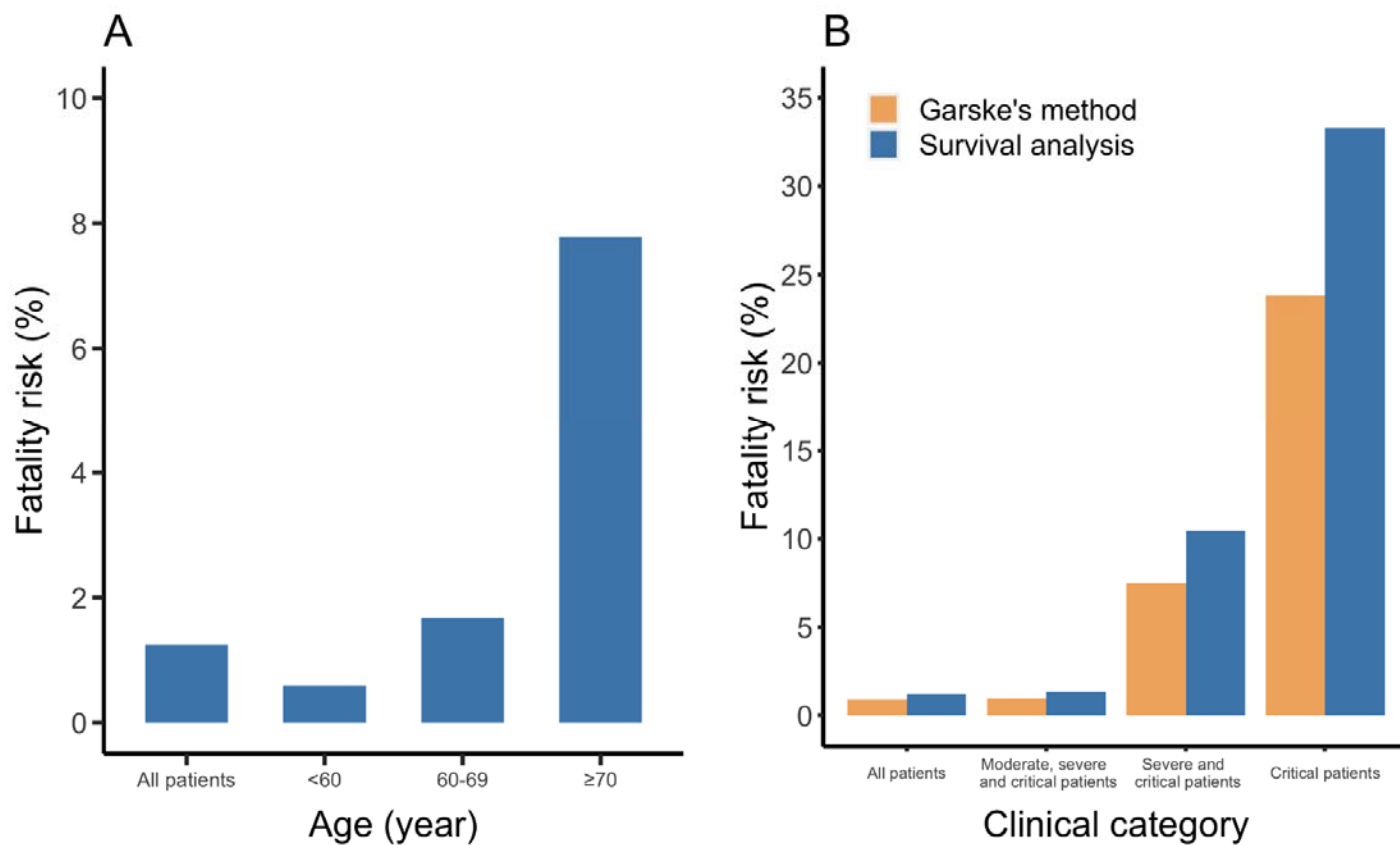 A
Fatality risk (%)
10
8
6
4
2
0
All patients
<60
60-69
≥70
Age (year)
B
Garske's method
Survival analysis
Fatality risk (%)
35
30
25
20
15
10
5
0
All patients
Moderate, severe
and critical patients
Severe and
critical patients
Critical patients
Clinical category